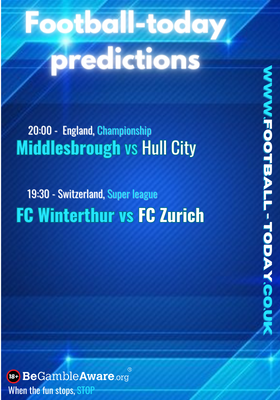 Football-today
predictions
20:00 - England, Championship
Middlesbrough vs Hull City
19:30 - Switzerland, Super league
FC Winterthur vs FC Zurich
WWW.FOOTBALL-TODAY.CO.UK
18+ BeGambleAware.org®
When the fun stops, STOP